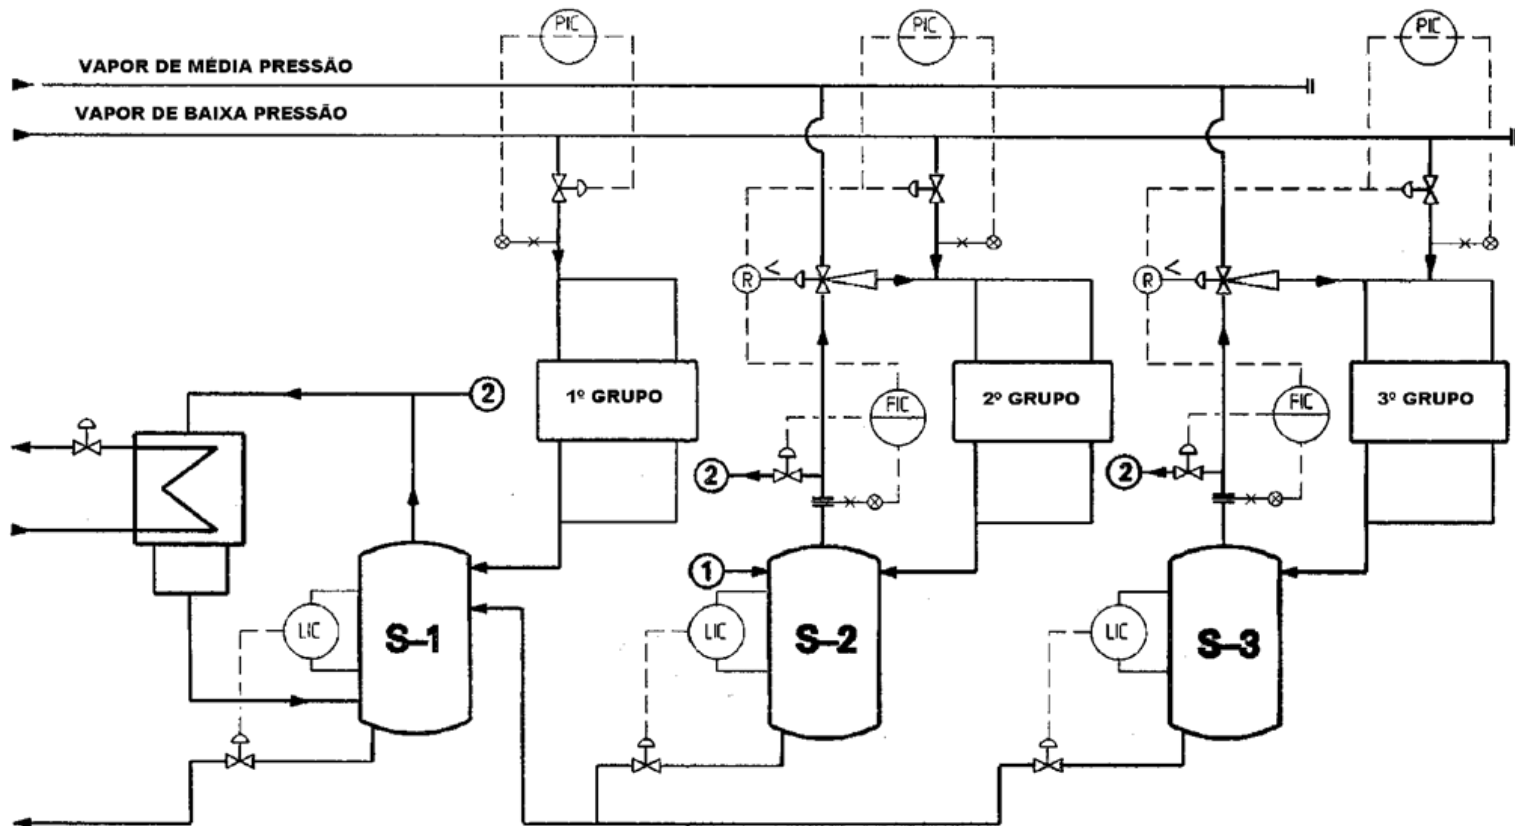 PIC
PIC
PIC
VAPOR DE MÉDIA PRESSÃO
VAPOR DE BAIXA PRESSÃO
R <
R <
2
1º GRUPO
FIC
2º GRUPO
FIC
3º GRUPO
2
2
1
LIC
S-1
LIC
S-2
LIC
S-3